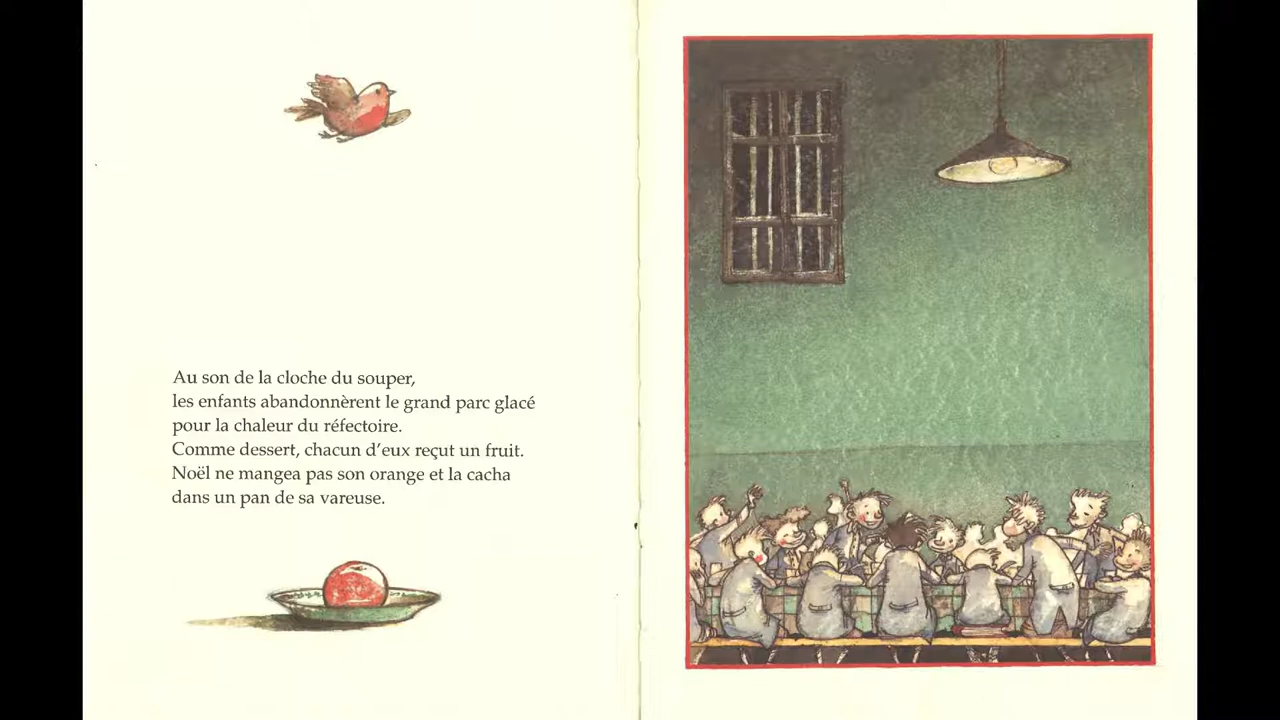 Au son de la cloche du souper,
les enfants abandonnèrent le grand parc glacé
pour la chaleur du réfectoire.
Comme dessert, chacun d'eux reçut un fruit.
Noël ne mangea pas son orange et la cacha
dans un pan de sa vareuse.